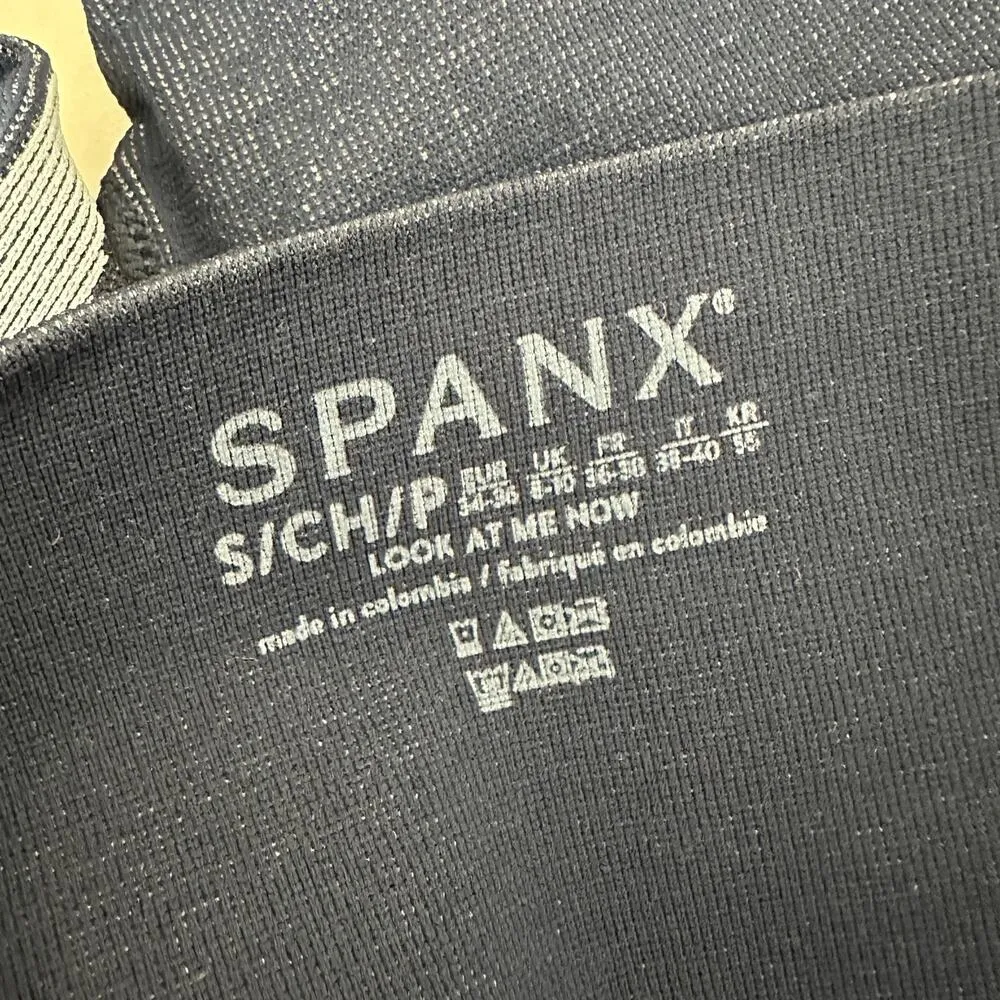 SPANX®
S/CH/P EUR 34-36 UK 8-10 FR 36-38 IT 38-40 KR 55
LOOK AT ME NOW
made in colombia / fabriqué en colombie